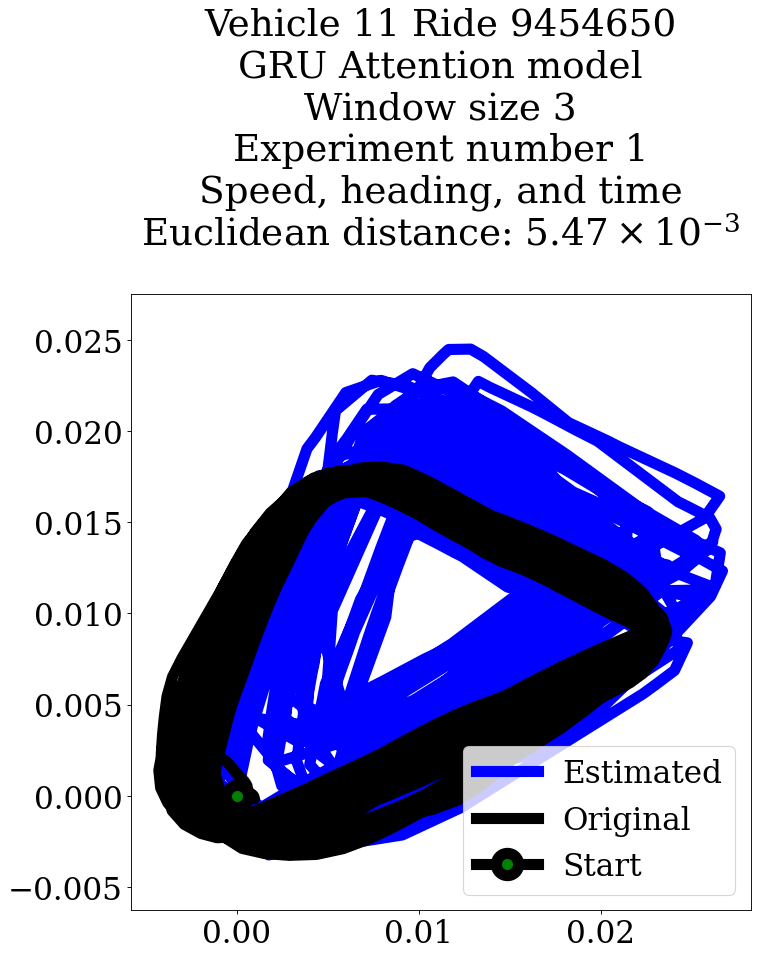 Vehicle 11 Ride 9454650
GRU Attention model
Window size 3
Experiment number 1
Speed, heading, and time
Euclidean distance: 5.47 × 10⁻³
0.025
0.020
0.015
0.010
0.005
0.000
−0.005
0.00 0.01 0.02
Estimated
Original
Start